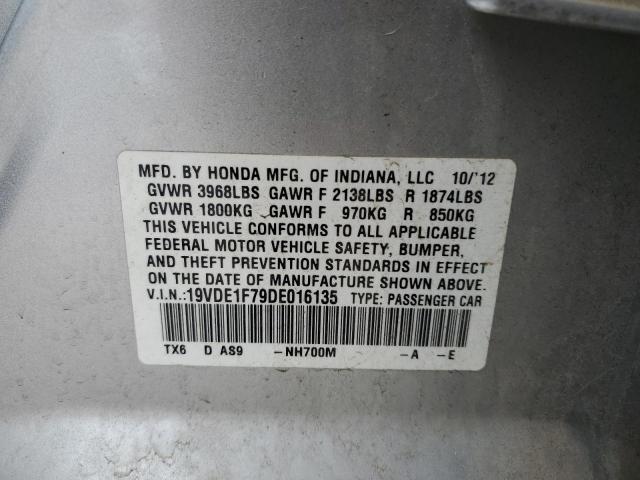 MFD. BY HONDA MFG. OF INDIANA, LLC 10/'12
GVWR 3968LBS GAWR F 2138LBS R 1874LBS
GVWR 1800KG GAWR F 970KG R 850KG
THIS VEHICLE CONFORMS TO ALL APPLICABLE
FEDERAL MOTOR VEHICLE SAFETY, BUMPER,
AND THEFT PREVENTION STANDARDS IN EFFECT
ON THE DATE OF MANUFACTURE SHOWN ABOVE.
V.I.N.:19VDE1F79DE016135 TYPE: PASSENGER CAR
TX6 D AS9 -NH700M -A -E